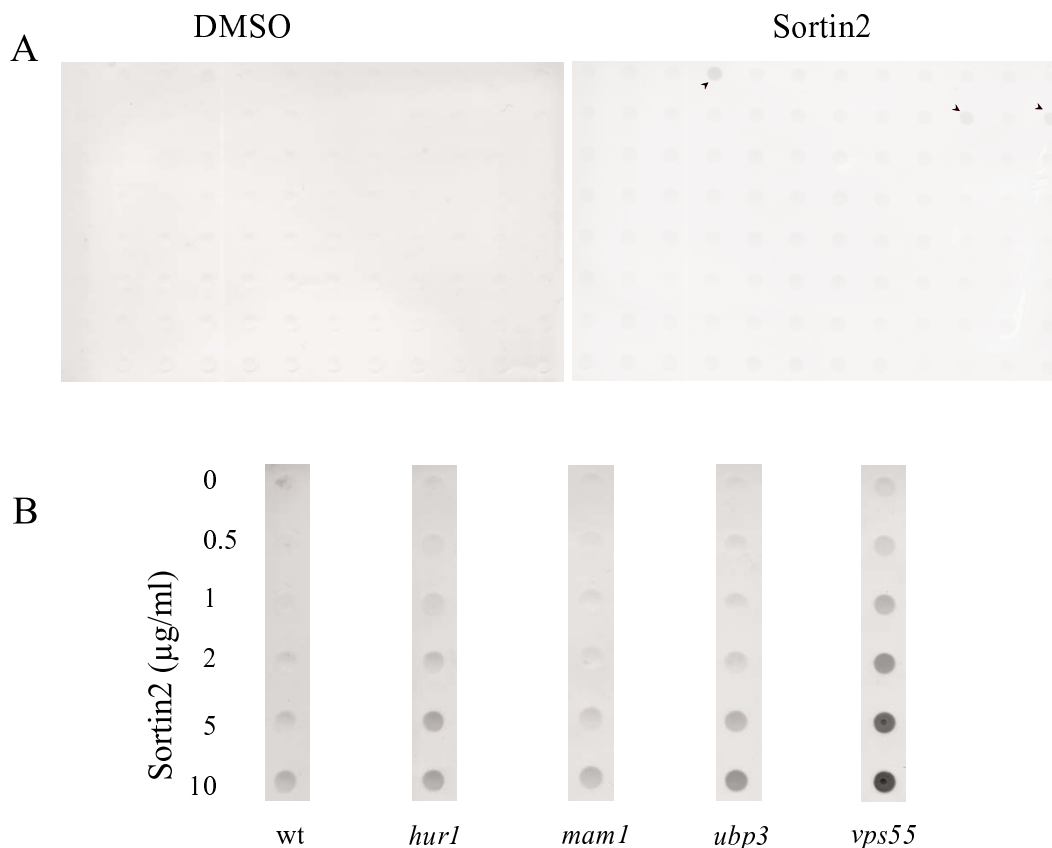 DMSO
Sortin2
A
B
Sortin2 (µg/ml)
0
0.5
1
2
5
10
wt
hur1
mam1
ubp3
vps55